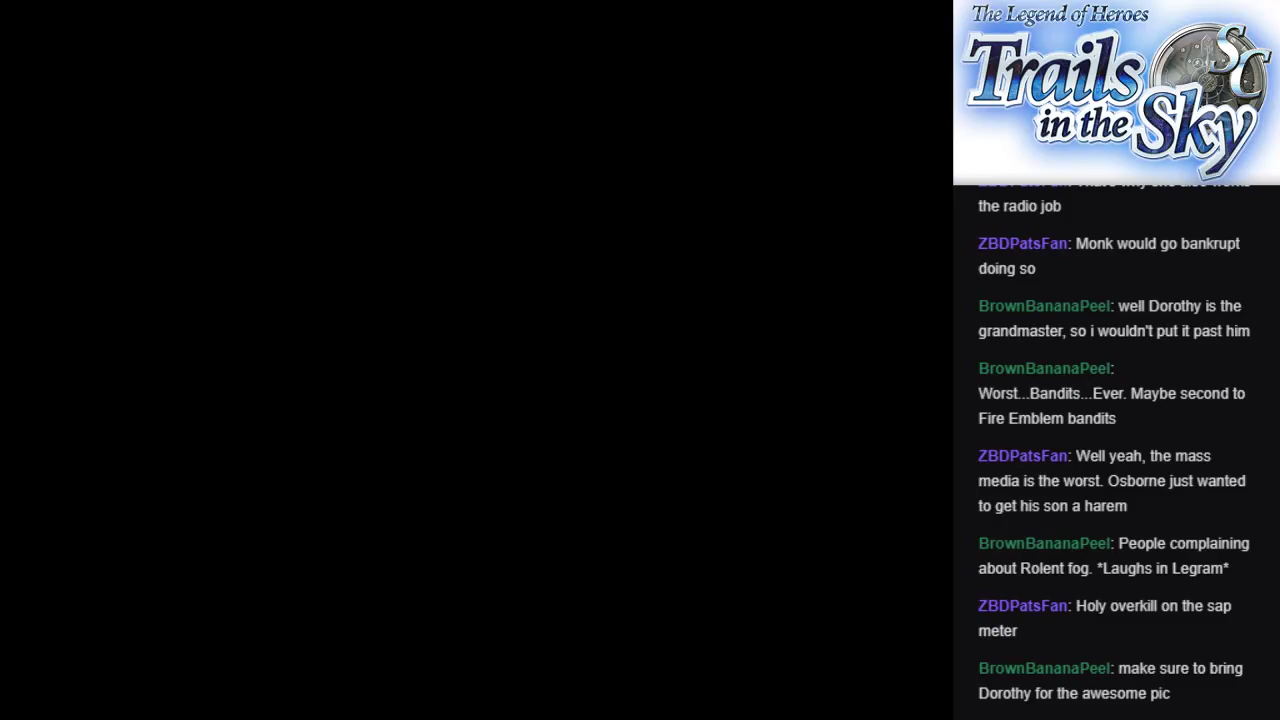 The Legend of Heroes
Trails
in the Sky
SC
the radio job
ZBDPatsFan: Monk would go bankrupt
doing so
BrownBananaPeel: well Dorothy is the
grandmaster, so i wouldn't put it past him
BrownBananaPeel:
Worst...Bandits...Ever. Maybe second to
Fire Emblem bandits
ZBDPatsFan: Well yeah, the mass
media is the worst. Osborne just wanted
to get his son a harem
BrownBananaPeel: People complaining
about Rolent fog. *Laughs in Legram*
ZBDPatsFan: Holy overkill on the sap
meter
BrownBananaPeel: make sure to bring
Dorothy for the awesome pic